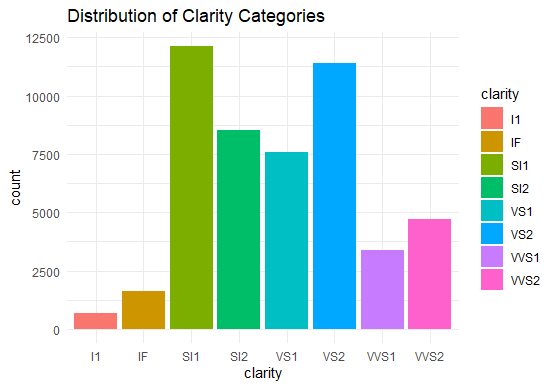 Distribution of Clarity Categories
12500
10000
7500
5000
2500
0
count
I1 IF SI1 SI2 VS1 VS2 VVS1 VVS2
clarity
clarity
I1
IF
SI1
SI2
VS1
VS2
VVS1
VVS2